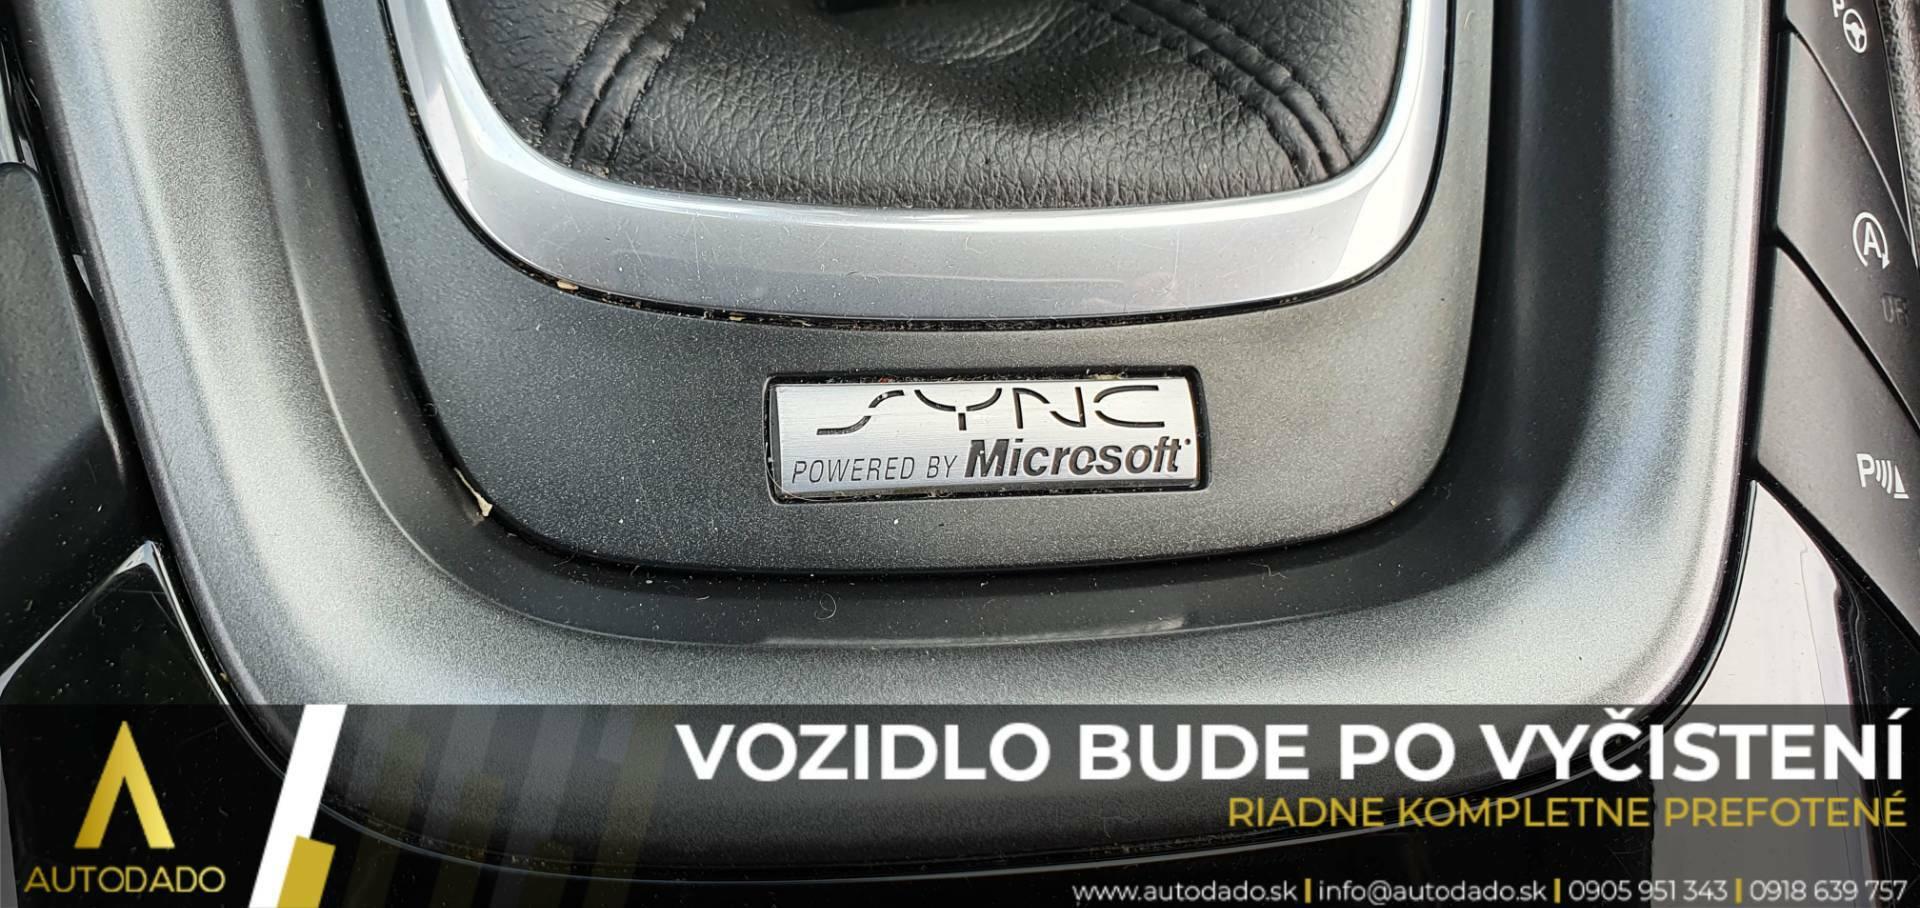 SYNC
POWERED BY Microsoft
A
P
VOZIDLO BUDE PO VYČISTENÍ
RIADNE KOMPLETNE PREFOTENÉ
AUTODADO
www.autodado.sk | info@autodado.sk | 0905 951 343 | 0918 639 757